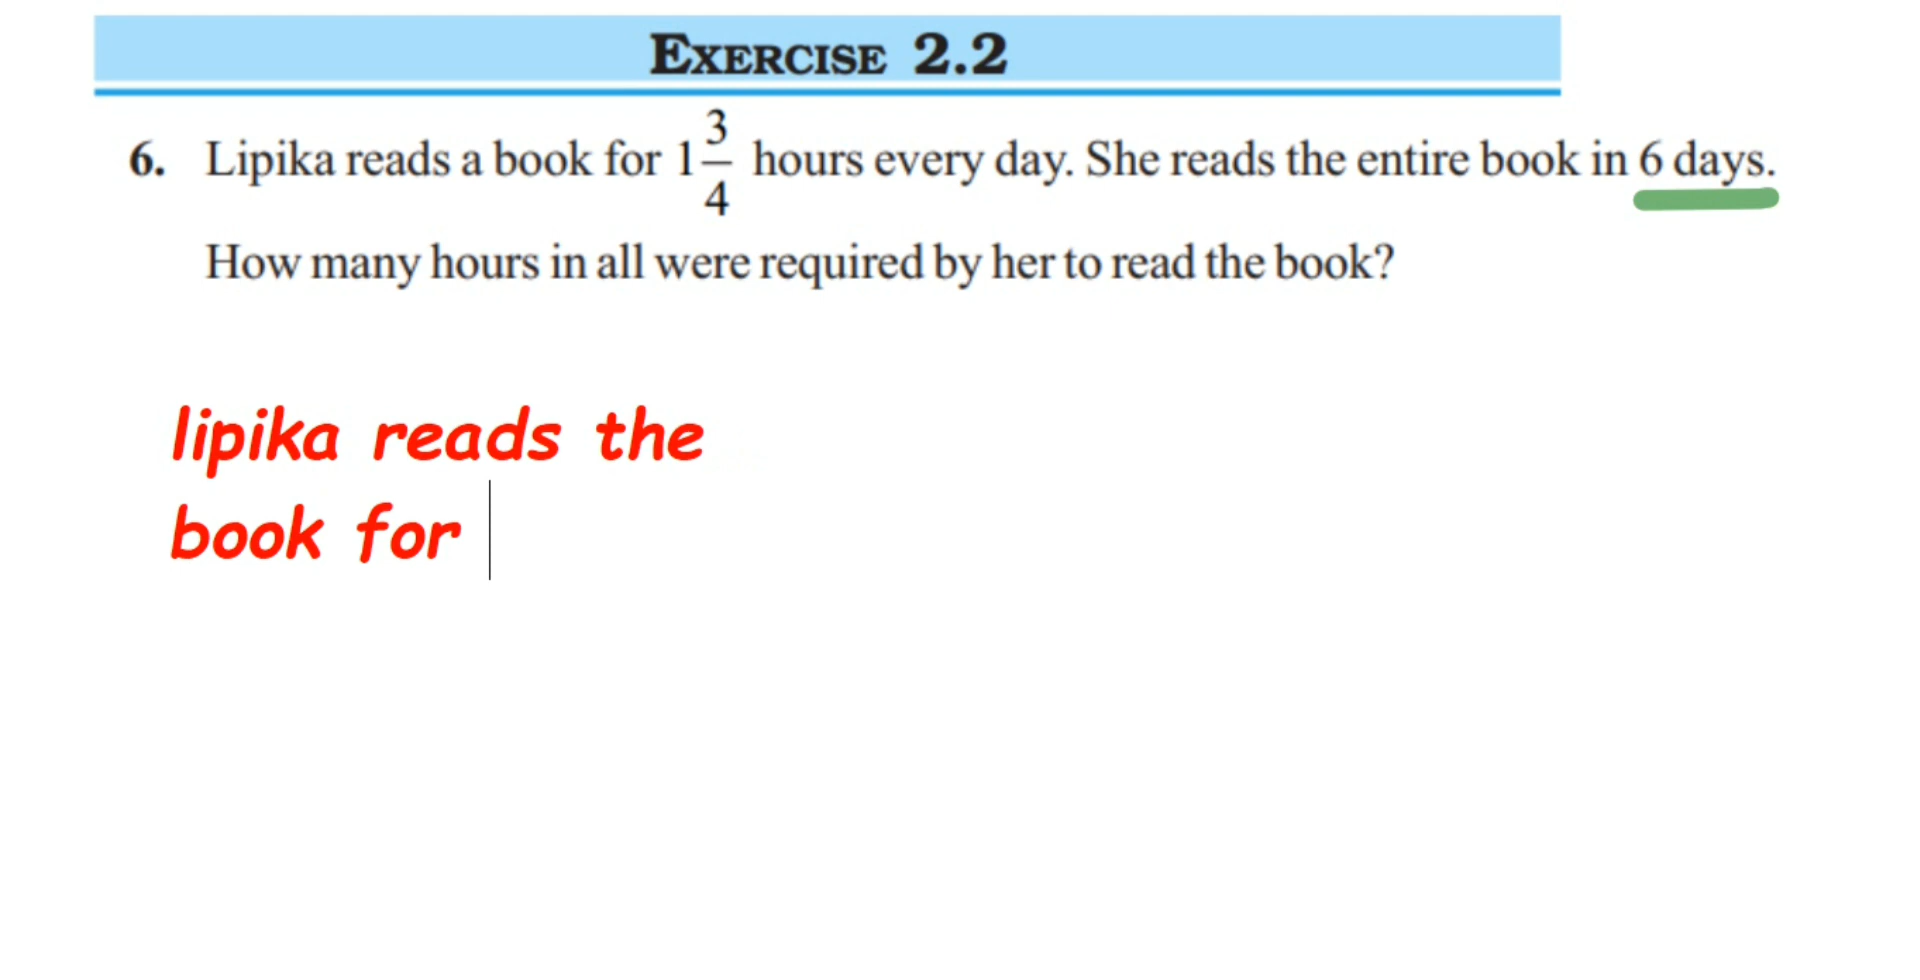 EXERCISE 2.2
6. Lipika reads a book for 1 3/4 hours every day. She reads the entire book in 6 days.
How many hours in all were required by her to read the book?
lipika reads the
book for